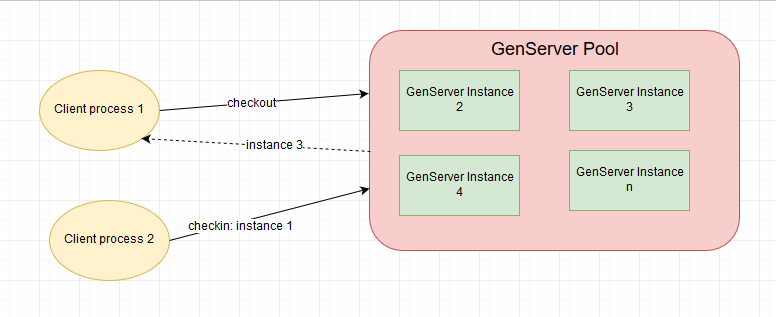 GenServer Pool
GenServer Instance
2
GenServer Instance
3
Client process 1
checkout
instance 3
GenServer Instance
4
GenServer Instance
n
Client process 2
checkin: instance 1